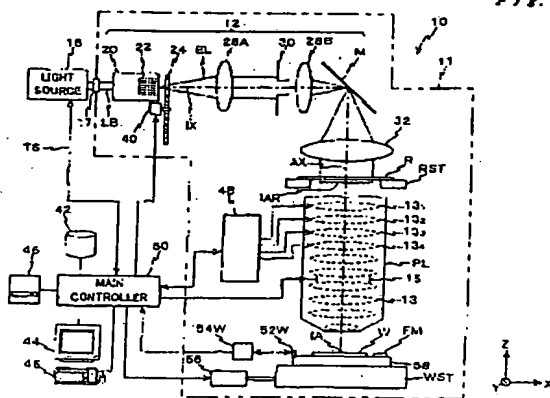 10
12
11
LIGHT SOURCE
16
20
22
24
EL
28A
30
28B
M
17
LB
IX
40
32
TS
AX
R
RST
IAR
42
48
13₁
13₂
13₃
13₄
PL
15
13
46
MAIN CONTROLLER
50
44
45
54W
52W
56
IA
W
FM
58
WST
Z
Y
X